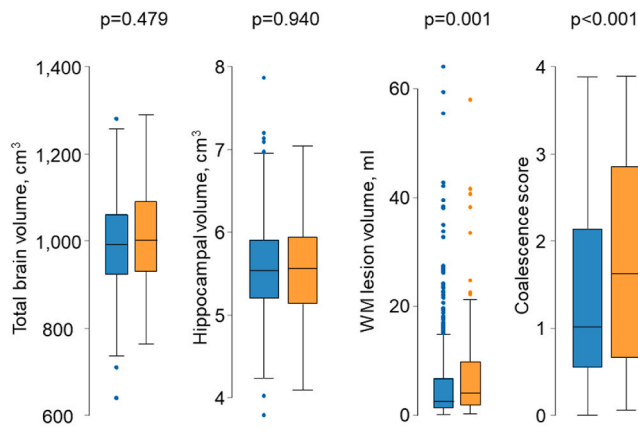 p=0.479
p=0.940
p=0.001
p<0.001
Total brain volume, cm³
1,400
1,200
1,000
800
600
Hippocampal volume, cm³
8
7
6
5
4
WM lesion volume, ml
60
40
20
0
Coalescence score
4
3
2
1
0